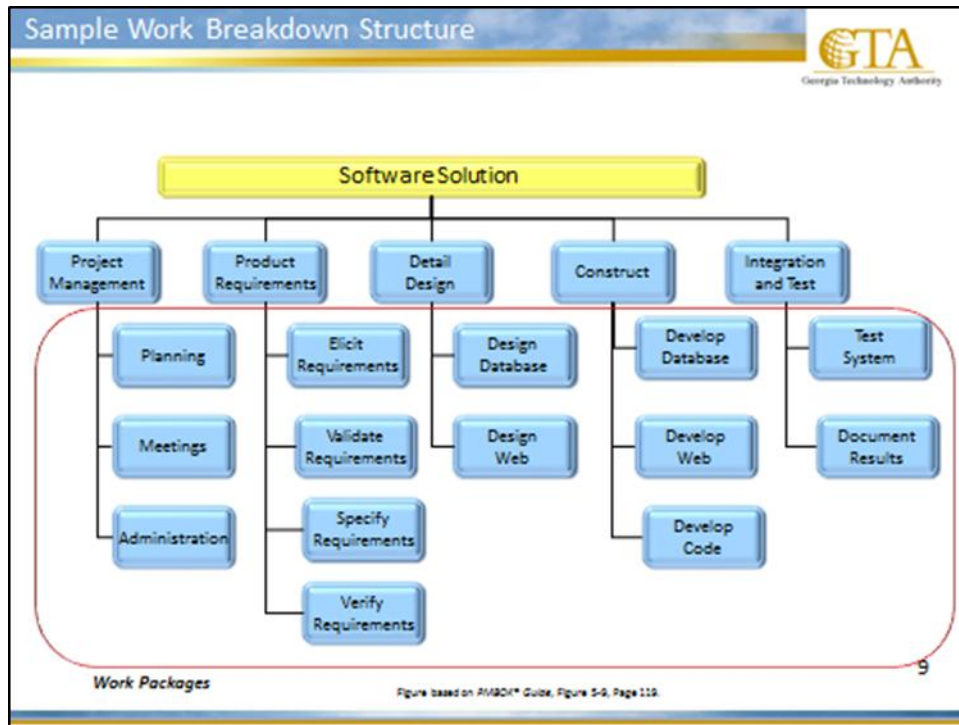 Sample Work Breakdown Structure
GTA
Georgia Technology Authority
Software Solution
Project
Management
Product
Requirements
Detail
Design
Construct
Integration
and Test
Planning
Meetings
Administration
Elicit
Requirements
Validate
Requirements
Specify
Requirements
Verify
Requirements
Design
Database
Design
Web
Develop
Database
Develop
Web
Develop
Code
Test
System
Document
Results
Work Packages
Figure based on PMBOK® Guide, Figure 5-9, Page 119.
9